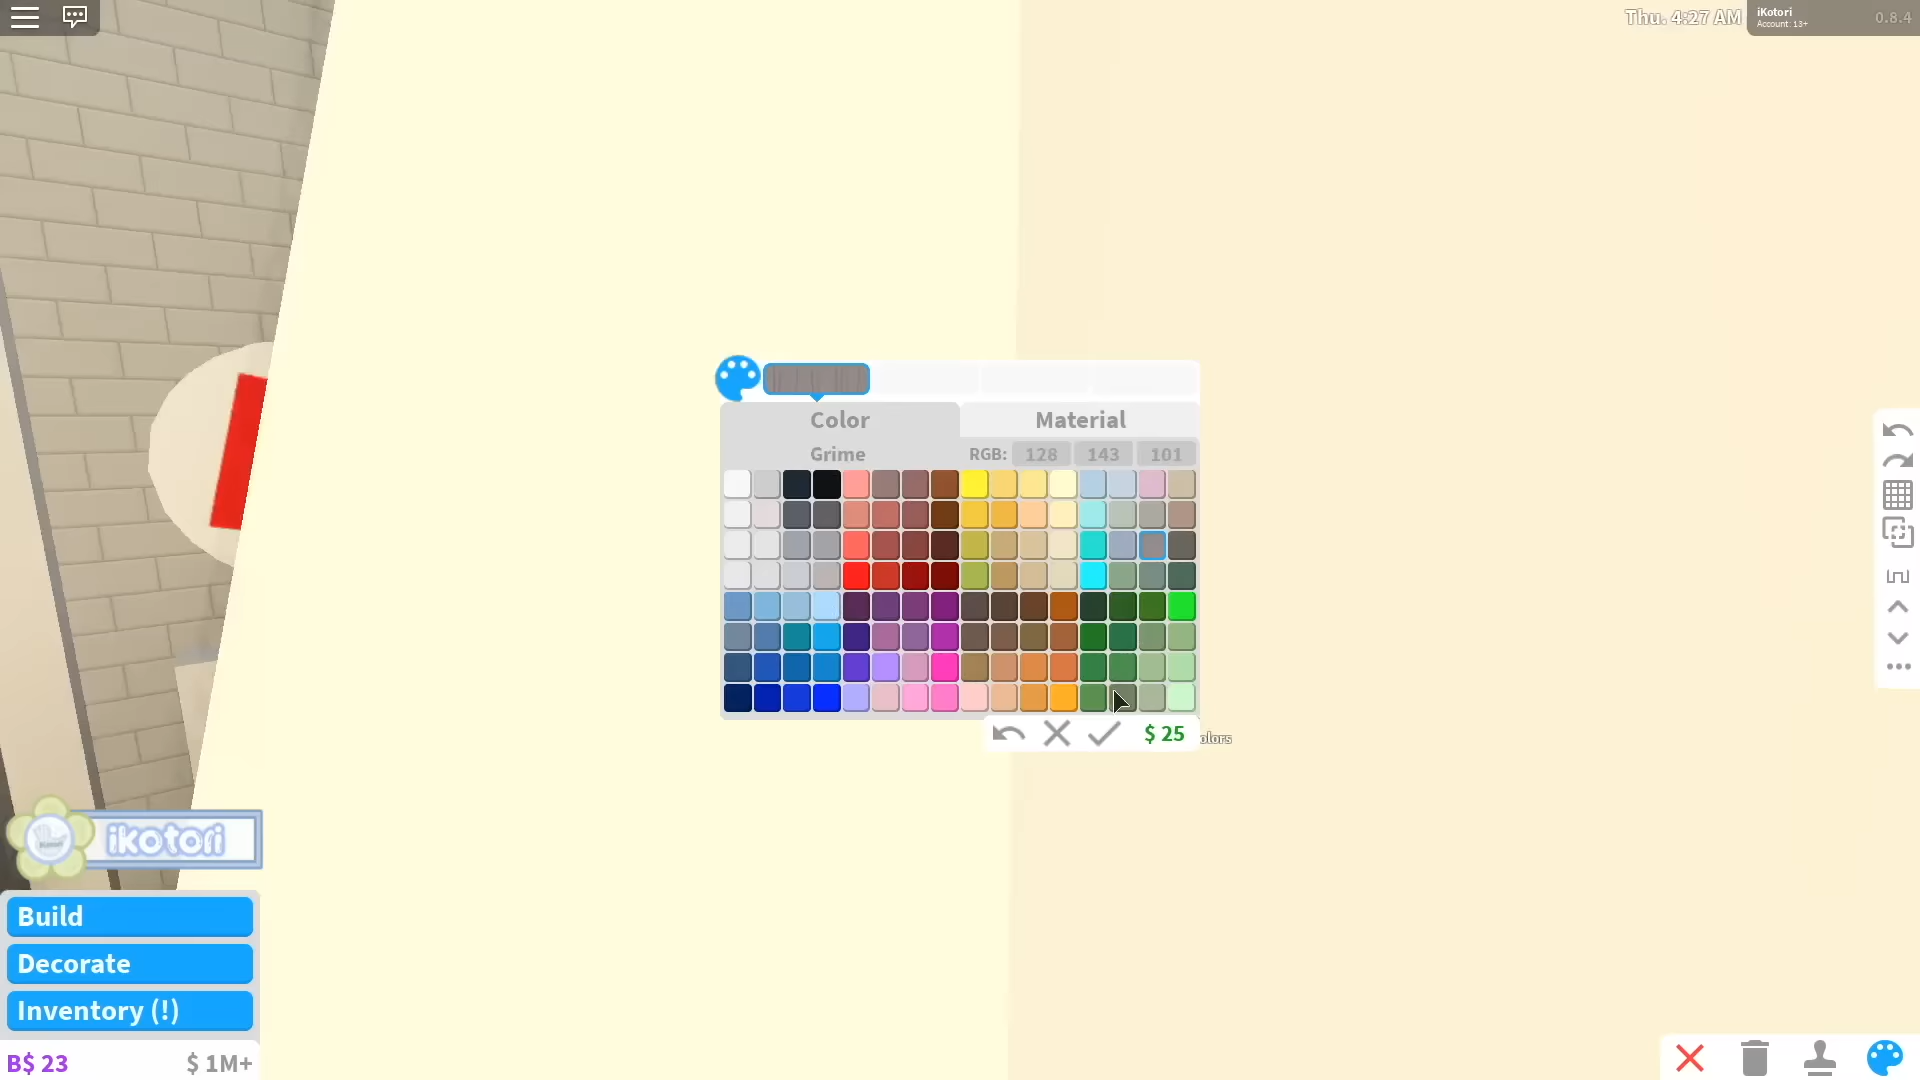 Thu. 4:27 AM
iKotori
Account: 13+
0.8.4
Color
Material
Grime
RGB: 128 143 101
$ 25
olors
ikotori
Build
Decorate
Inventory (!)
B$ 23
$ 1M+